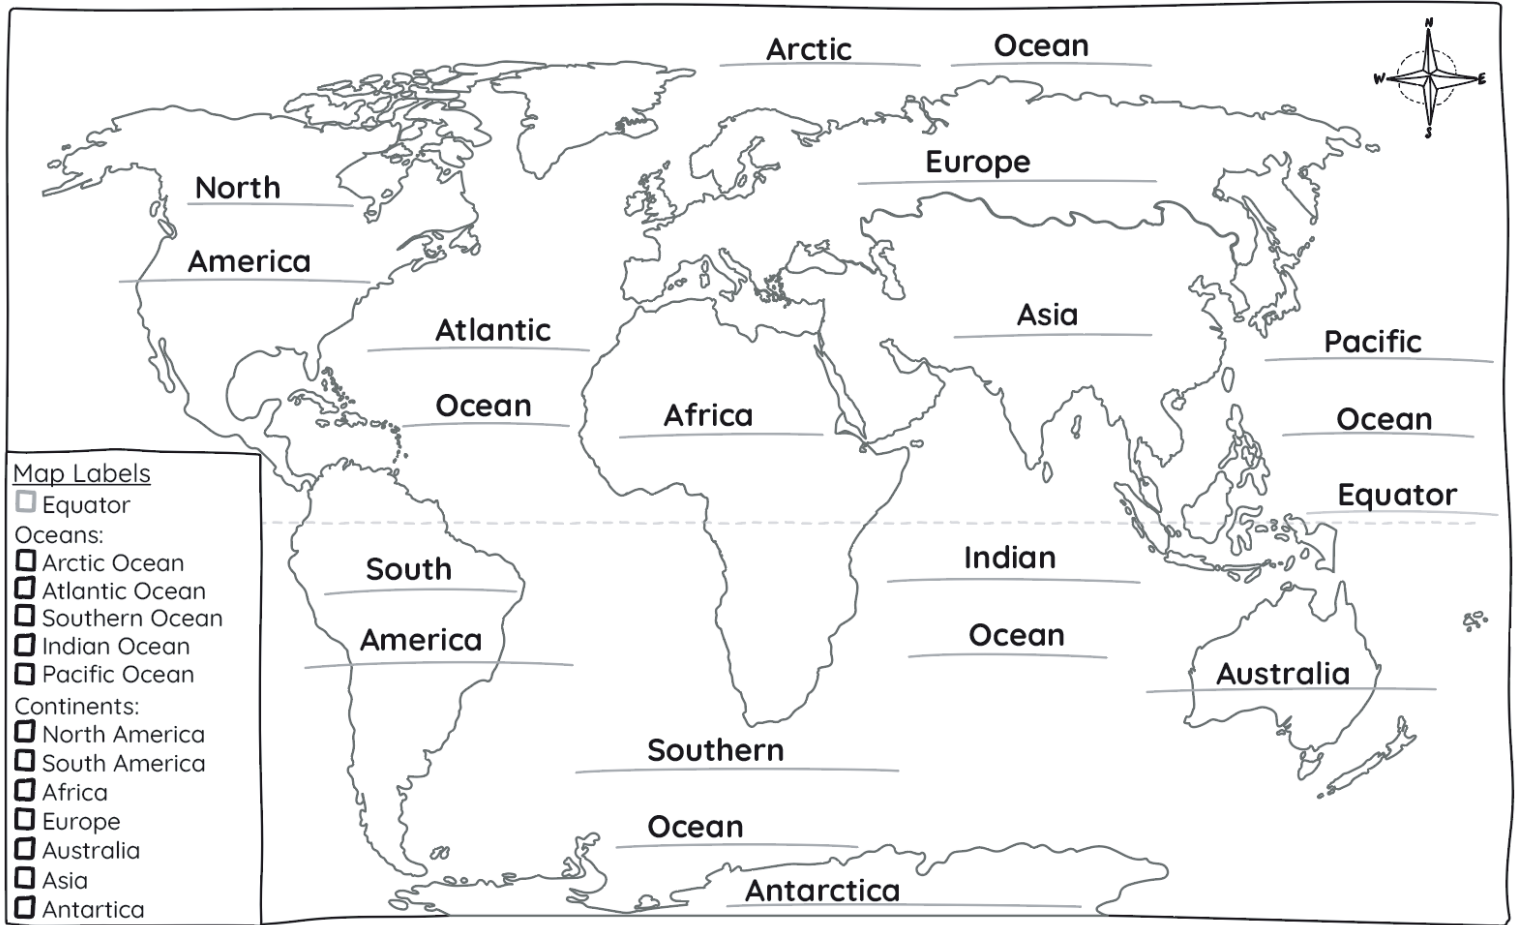 N
W E
S
Arctic Ocean
Europe
North
America
Asia
Atlantic
Ocean
Pacific
Ocean
Africa
Equator
Indian
Ocean
South
America
Australia
Southern
Ocean
Antarctica
Map Labels
Equator
Oceans:
Arctic Ocean
Atlantic Ocean
Southern Ocean
Indian Ocean
Pacific Ocean
Continents:
North America
South America
Africa
Europe
Australia
Asia
Antartica